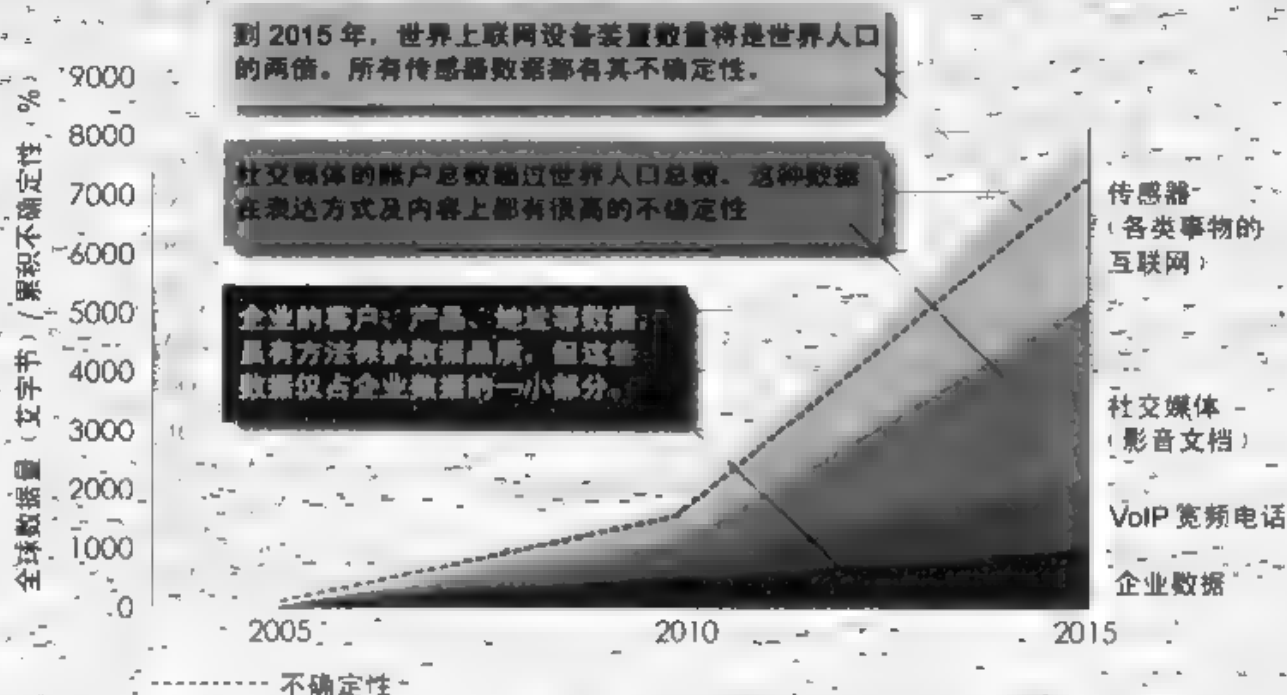 到 2015 年，世界上联网设备装置数量将是世界人口
的两倍。所有传感器数据都有其不确定性。
社交媒体的账户总数超过世界人口总数。这种数据
在表达方式及内容上都有很高的不确定性
企业的客户、产品、地址等数据，
具有方法保护数据品质，但这些
数据仅占企业数据的一小部分。
全球数据量（艾字节）/ 累积不确定性（%）
9000
8000
7000
6000
5000
4000
3000
2000
1000
0
2005
2010
2015
传感器
（各类事物的
互联网）
社交媒体
（影音文档）
VoIP 宽频电话
企业数据
不确定性